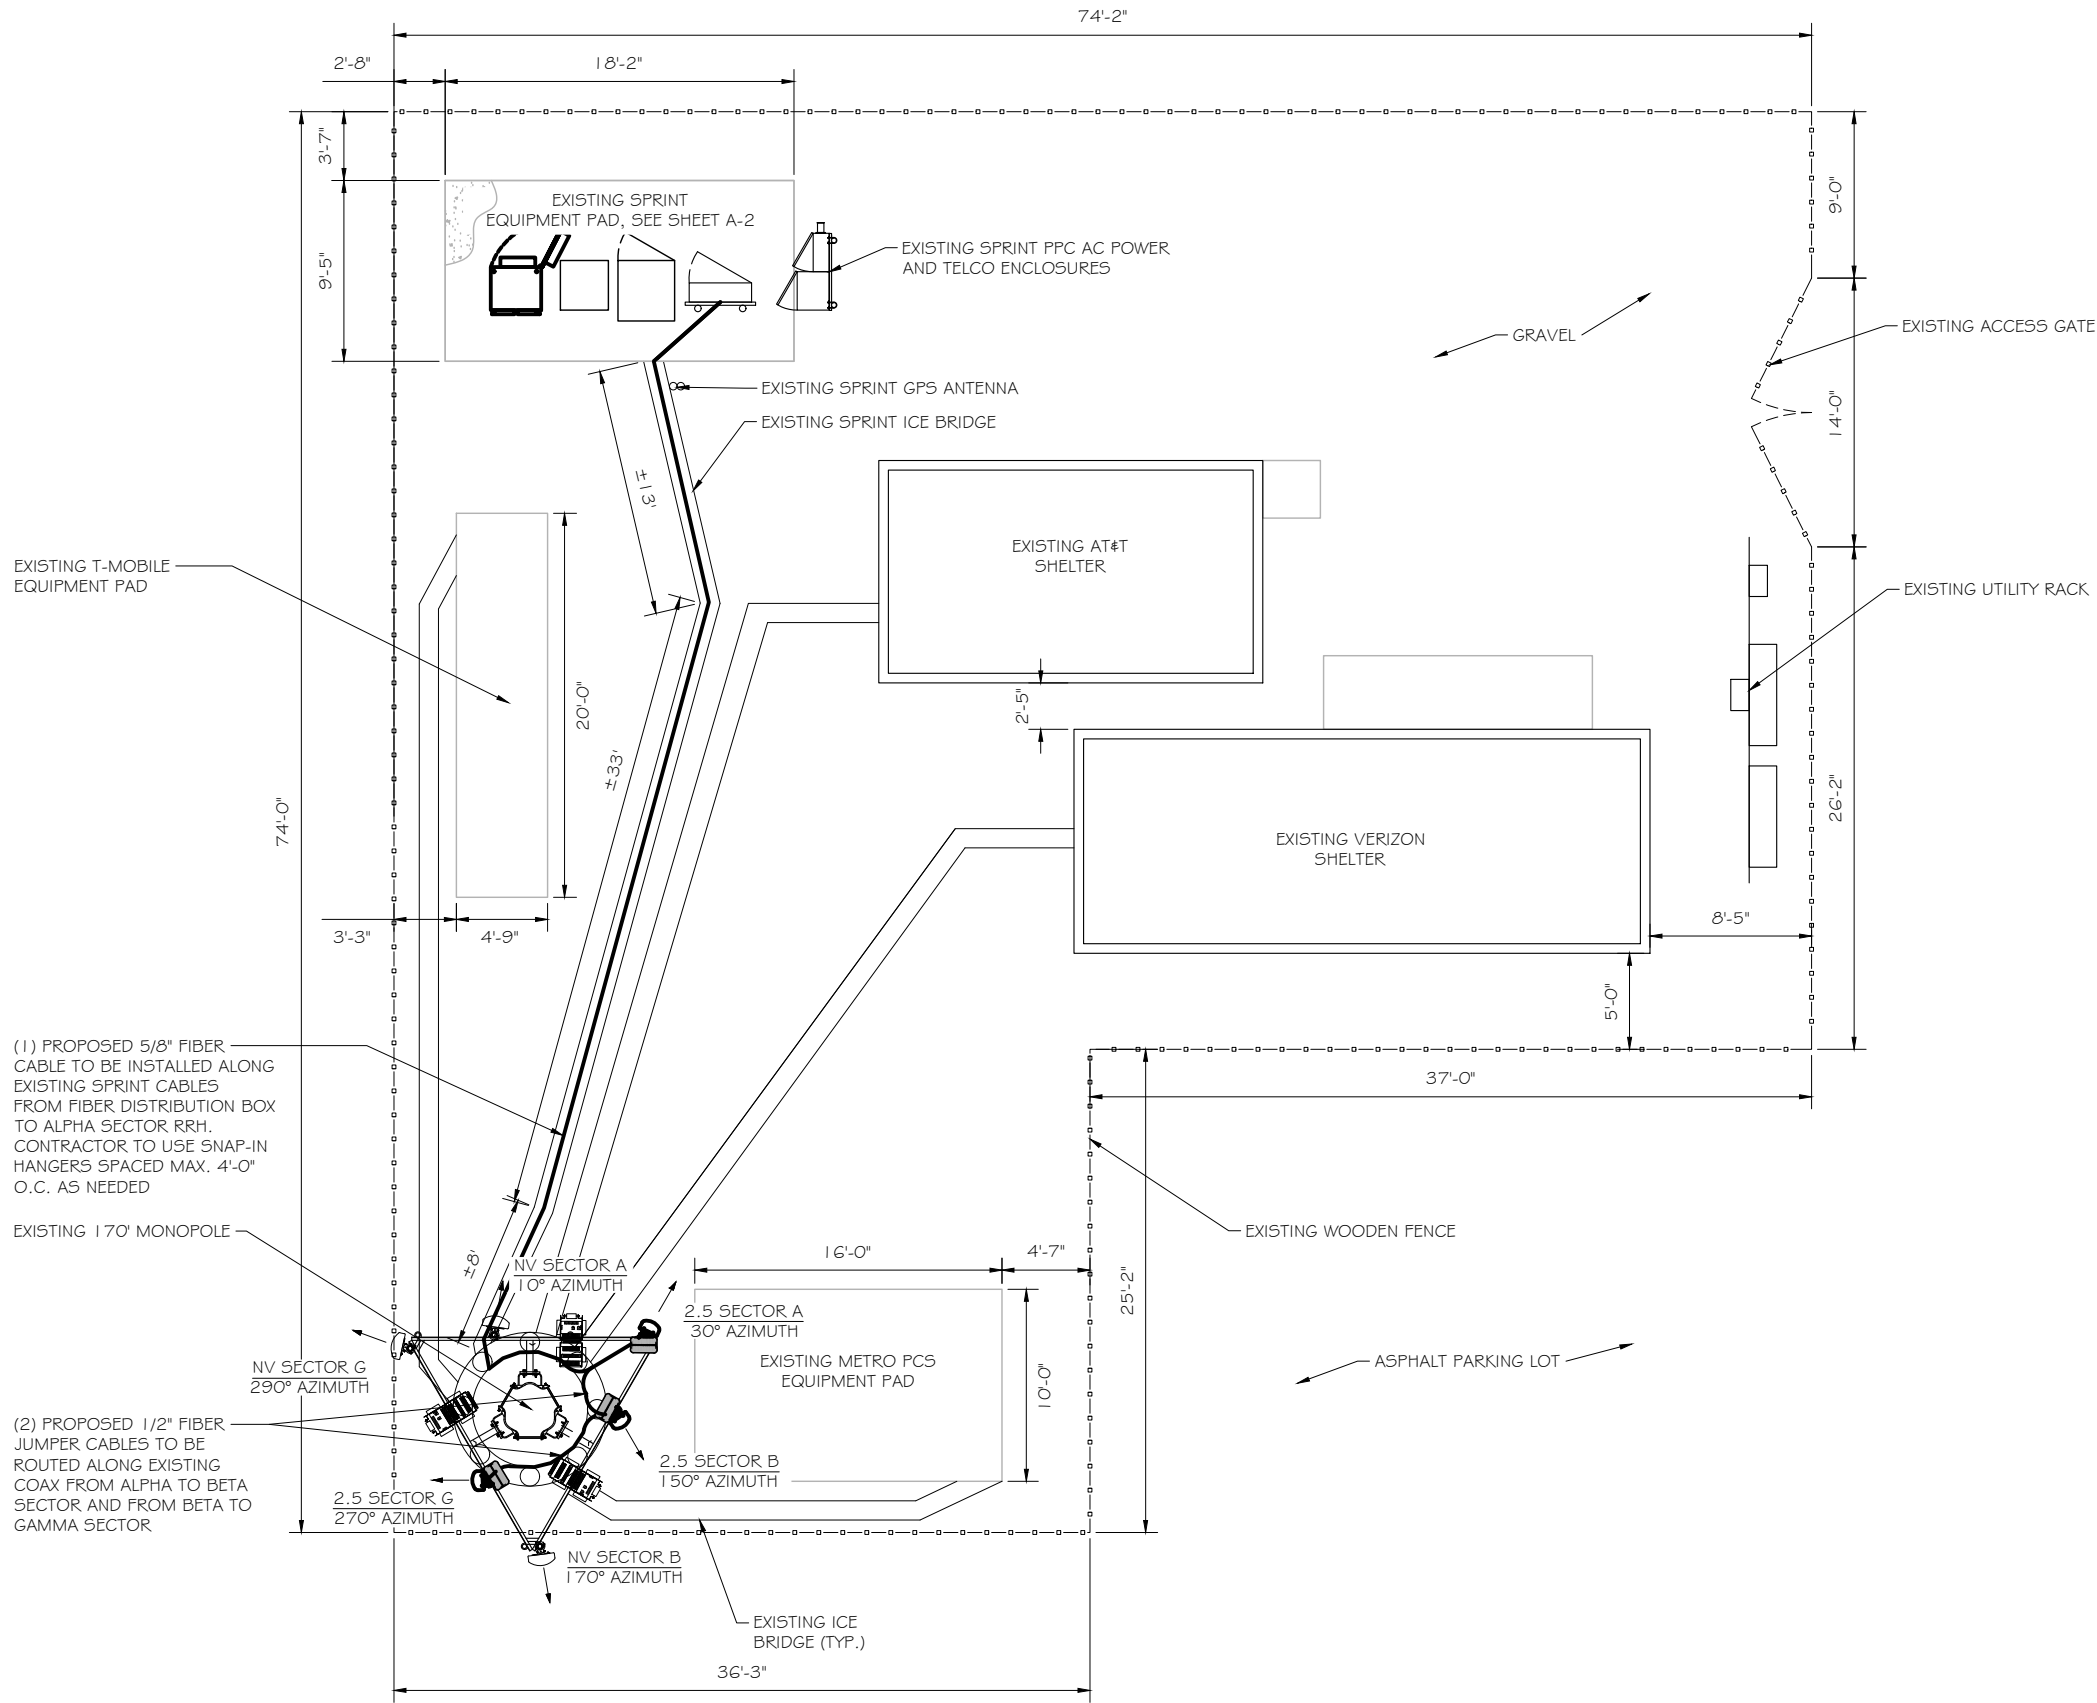 74'-2"
2'-8"
18'-2"
3'-7"
9'-5"
EXISTING SPRINT
EQUIPMENT PAD, SEE SHEET A-2
EXISTING SPRINT PPC AC POWER
AND TELCO ENCLOSURES
9'-0"
GRAVEL
EXISTING ACCESS GATE
14'-0"
EXISTING SPRINT GPS ANTENNA
EXISTING SPRINT ICE BRIDGE
±13'
EXISTING T-MOBILE
EQUIPMENT PAD
EXISTING AT&T
SHELTER
EXISTING UTILITY RACK
20'-0"
2'-5"
±33'
74'-0"
26'-2"
EXISTING VERIZON
SHELTER
3'-3"
4'-9"
8'-5"
5'-0"
(1) PROPOSED 5/8" FIBER
CABLE TO BE INSTALLED ALONG
EXISTING SPRINT CABLES
FROM FIBER DISTRIBUTION BOX
TO ALPHA SECTOR RRH.
CONTRACTOR TO USE SNAP-IN
HANGERS SPACED MAX. 4'-0"
O.C. AS NEEDED
37'-0"
EXISTING 170' MONOPOLE
EXISTING WOODEN FENCE
±8'
NV SECTOR A
10° AZIMUTH
16'-0"
4'-7"
25'-2"
2.5 SECTOR A
30° AZIMUTH
NV SECTOR G
290° AZIMUTH
EXISTING METRO PCS
EQUIPMENT PAD
10'-0"
ASPHALT PARKING LOT
(2) PROPOSED 1/2" FIBER
JUMPER CABLES TO BE
ROUTED ALONG EXISTING
COAX FROM ALPHA TO BETA
SECTOR AND FROM BETA TO
GAMMA SECTOR
2.5 SECTOR B
150° AZIMUTH
2.5 SECTOR G
270° AZIMUTH
NV SECTOR B
170° AZIMUTH
EXISTING ICE
BRIDGE (TYP.)
36'-3"